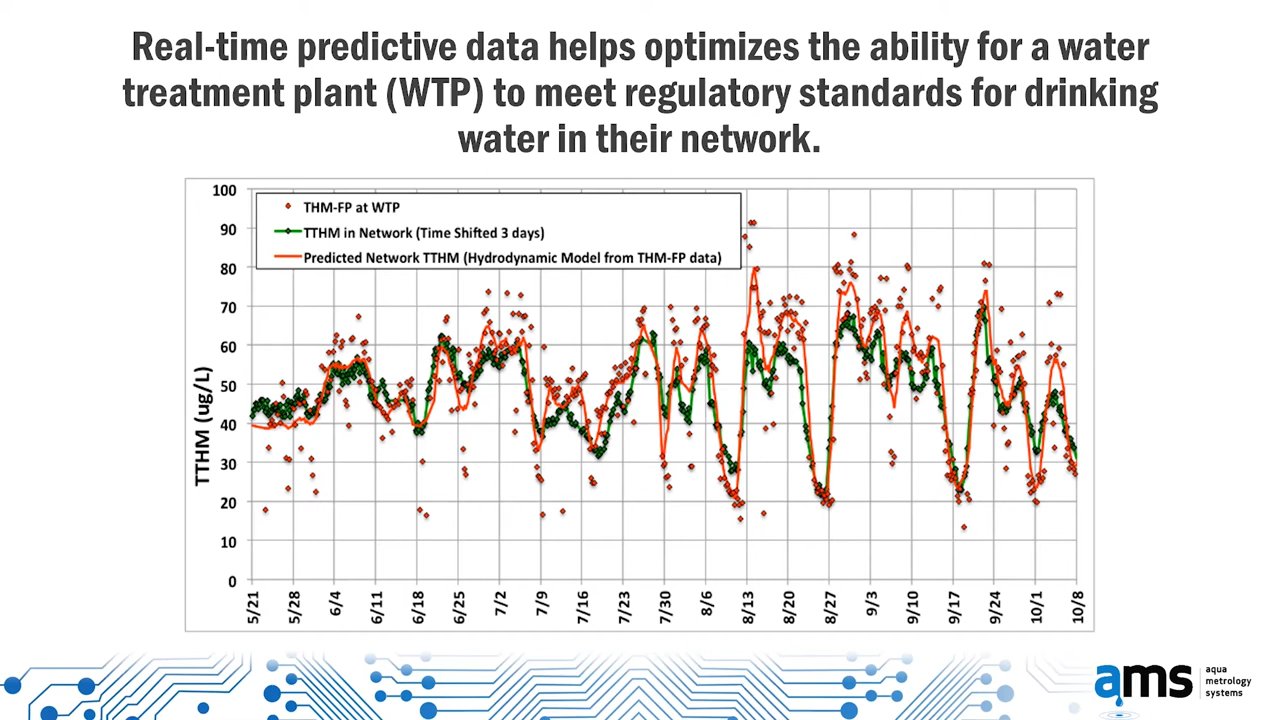 Real-time predictive data helps optimizes the ability for a water
treatment plant (WTP) to meet regulatory standards for drinking
water in their network.
THM-FP at WTP
TTHM in Network (Time Shifted 3 days)
Predicted Network TTHM (Hydrodynamic Model from THM-FP data)
TTHM (ug/L)
100
90
80
70
60
50
40
30
20
10
0
5/21
5/28
6/4
6/11
6/18
6/25
7/2
7/9
7/16
7/23
7/30
8/6
8/13
8/20
8/27
9/3
9/10
9/17
9/24
10/1
10/8
ams
aqua
metrology
systems